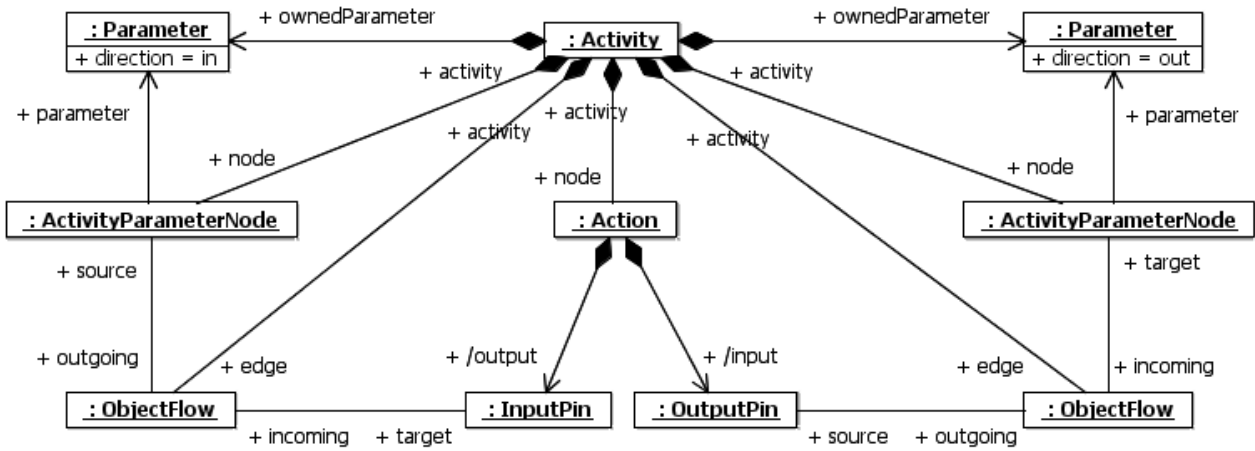 + ownedParameter
+ ownedParameter
: Parameter
: Activity
: Parameter
+ direction = in
+ direction = out
+ activity
+ activity
+ parameter
+ activity
+ activity
+ activity
+ parameter
+ node
+ node
+ node
: ActivityParameterNode
: Action
: ActivityParameterNode
+ source
+ target
+ outgoing
+ edge
+ /output
+ /input
+ edge
+ incoming
: ObjectFlow
: InputPin
: OutputPin
: ObjectFlow
+ incoming
+ target
+ source
+ outgoing